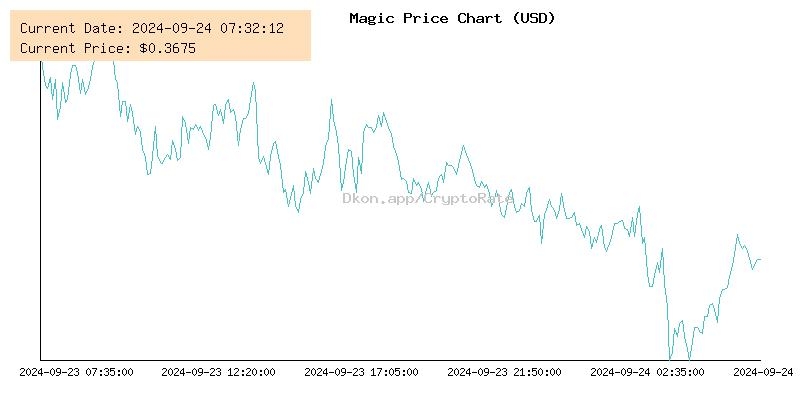 Magic Price Chart (USD)
Current Date: 2024-09-24 07:32:12
Current Price: $0.3675
Dkon.app/CryptoRate
2024-09-23 07:35:00
2024-09-23 12:20:00
2024-09-23 17:05:00
2024-09-23 21:50:00
2024-09-24 02:35:00
2024-09-24